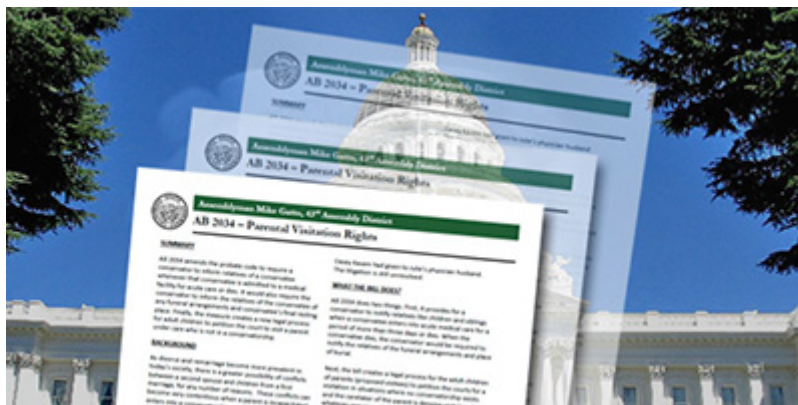 Assemblyman Mike Gatto, 43rd Assembly District
AB 2034 – Parental Visitation Rights
SUMMARY
Assemblyman Mike Gatto, 43rd Assembly District
AB 2034 – Parental Visitation Rights
Assemblyman Mike Gatto, 43rd Assembly District
AB 2034 – Parental Visitation Rights
SUMMARY
AB 2034 amends the probate code to require a
conservator to inform relatives of a conservatee
whenever that conservatee is admitted to a medical
facility for acute care or dies. It would also require the
conservator to inform the relatives of the conservatee of
any funeral arrangements and conservatee's final resting
place. Finally, the measure creates a new legal process
for adult children to petition the court to visit a parent
under care who is not in a conservatorship.
BACKGROUND
As divorce and remarriage become more prevalent in
today's society, there is a greater possibility of conflicts
between a second spouse and children from a first
marriage, for any number of reasons. These conflicts can
become very contentious when a parent is incapacitated
Casey Kasem had given to Julie's physician husband.
The litigation is still unresolved.
WHAT THE BILL DOES?
AB 2034 does two things. First, it provides for a
conservator to notify relatives like children and siblings
when a conservatee enters into acute medical care for a
period of more than three days or dies. When the
conservatee dies, the conservator would be required to
notify the relatives of the funeral arrangements and place
of burial.
Next, the bill creates a legal process for the adult children
of parents (proposed visitees) to petition the courts for a
visitation in situations where no conservatorship exists
and the caretaker of the parent is